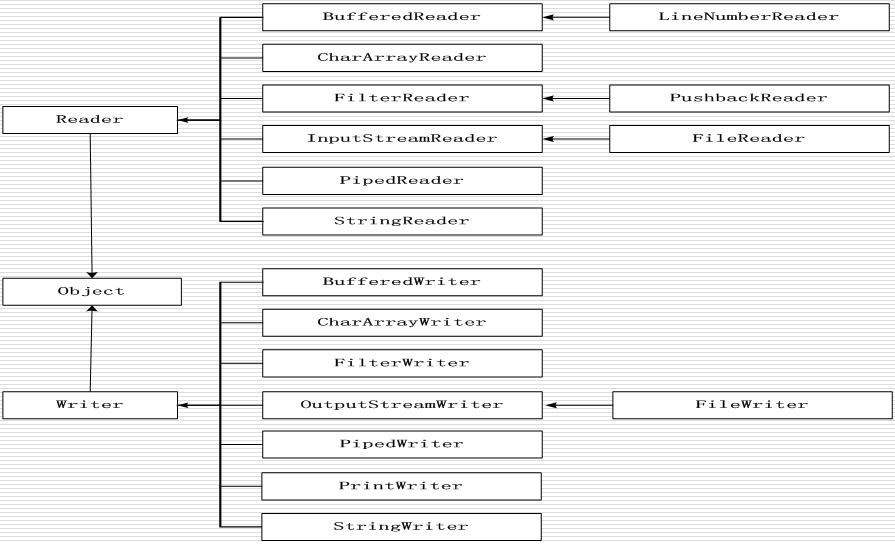 BufferedReader
LineNumberReader
CharArrayReader
FilterReader
PushbackReader
Reader
InputStreamReader
FileReader
PipedReader
StringReader
Object
BufferedWriter
CharArrayWriter
FilterWriter
Writer
OutputStreamWriter
FileWriter
PipedWriter
PrintWriter
StringWriter